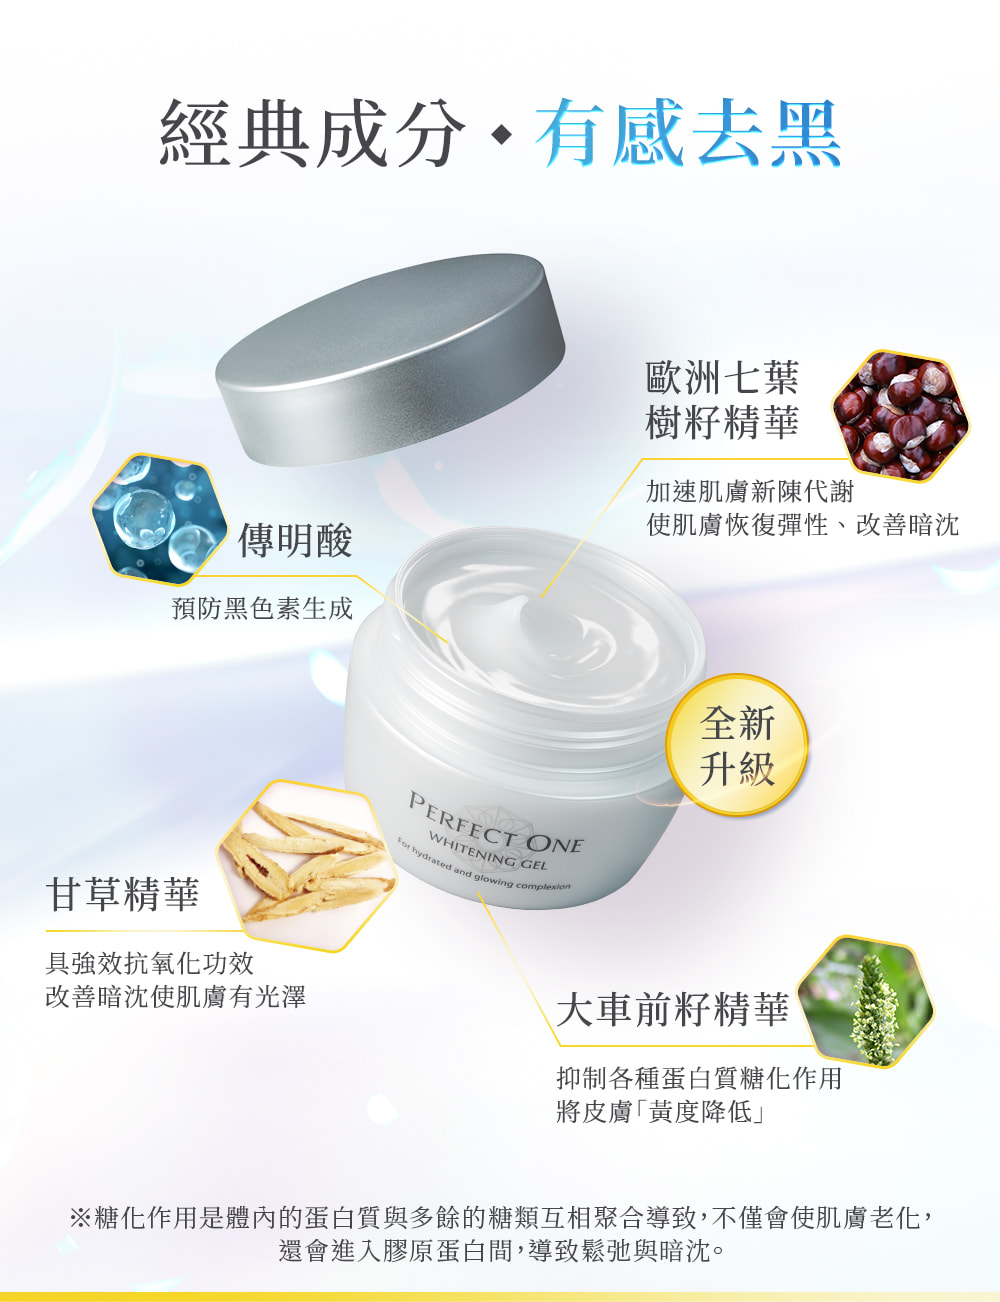 經典成分◆有感去黑
歐洲七葉
樹籽精華
加速肌膚新陳代謝
使肌膚恢復彈性、改善暗沈
傳明酸
預防黑色素生成
全新
升級
PERFECT ONE
WHITENING GEL
For hydrated and glowing complexion
甘草精華
具強效抗氧化功效
改善暗沈使肌膚有光澤
大車前籽精華
抑制各種蛋白質糖化作用
將皮膚「黃度降低」
※糖化作用是體內的蛋白質與多餘的糖類互相聚合導致，不僅會使肌膚老化，
還會進入膠原蛋白間，導致鬆弛與暗沈。